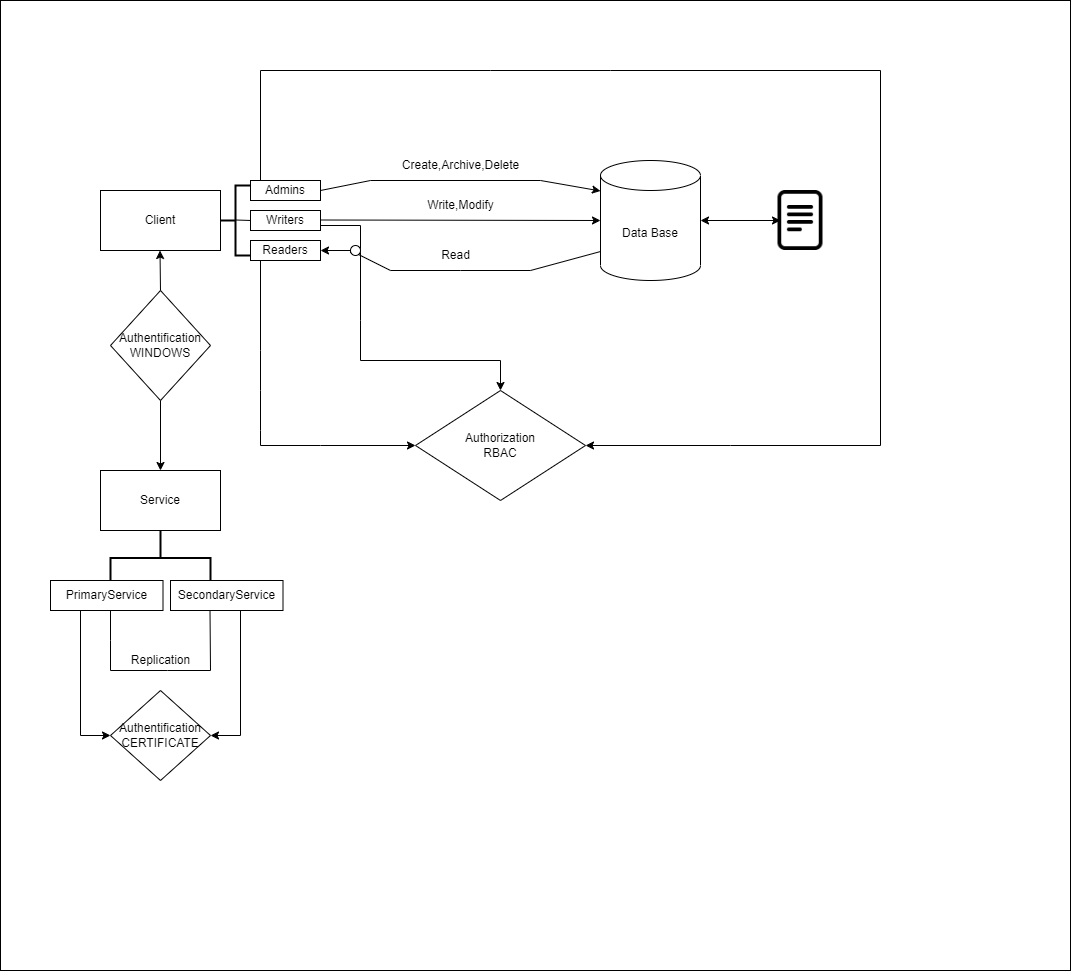 Create,Archive,Delete
Admins
Write,Modify
Client
Writers
Data Base
Readers
Read
Authentification
WINDOWS
Authorization
RBAC
Service
PrimaryService
SecondaryService
Replication
Authentification
CERTIFICATE